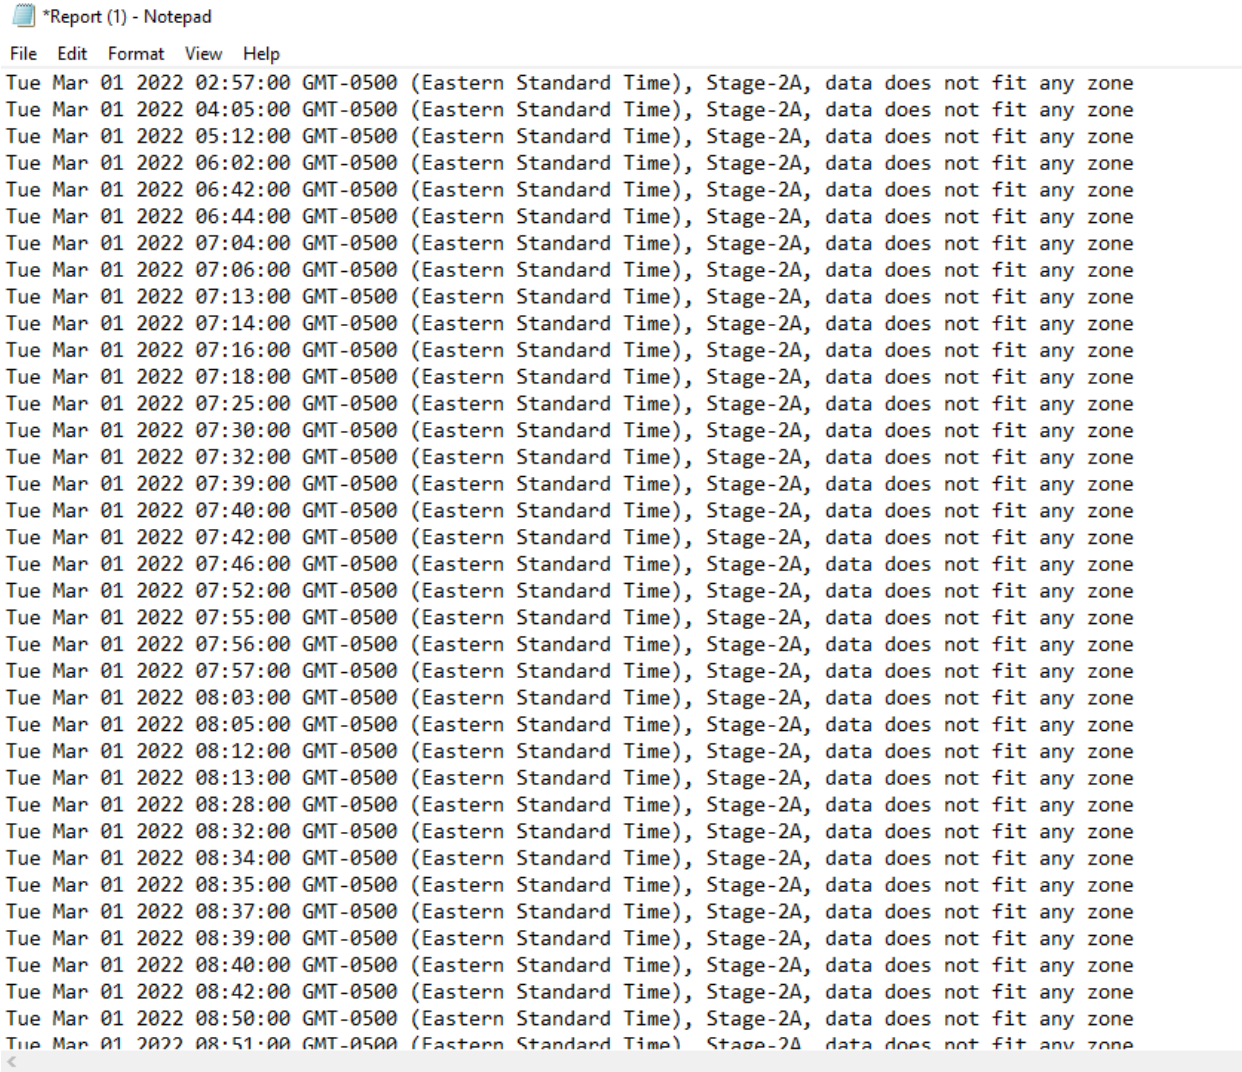 *Report (1) - Notepad
File Edit Format View Help
Tue Mar 01 2022 02:57:00 GMT-0500 (Eastern Standard Time), Stage-2A, data does not fit any zone
Tue Mar 01 2022 04:05:00 GMT-0500 (Eastern Standard Time), Stage-2A, data does not fit any zone
Tue Mar 01 2022 05:12:00 GMT-0500 (Eastern Standard Time), Stage-2A, data does not fit any zone
Tue Mar 01 2022 06:02:00 GMT-0500 (Eastern Standard Time), Stage-2A, data does not fit any zone
Tue Mar 01 2022 06:42:00 GMT-0500 (Eastern Standard Time), Stage-2A, data does not fit any zone
Tue Mar 01 2022 06:44:00 GMT-0500 (Eastern Standard Time), Stage-2A, data does not fit any zone
Tue Mar 01 2022 07:04:00 GMT-0500 (Eastern Standard Time), Stage-2A, data does not fit any zone
Tue Mar 01 2022 07:06:00 GMT-0500 (Eastern Standard Time), Stage-2A, data does not fit any zone
Tue Mar 01 2022 07:13:00 GMT-0500 (Eastern Standard Time), Stage-2A, data does not fit any zone
Tue Mar 01 2022 07:14:00 GMT-0500 (Eastern Standard Time), Stage-2A, data does not fit any zone
Tue Mar 01 2022 07:16:00 GMT-0500 (Eastern Standard Time), Stage-2A, data does not fit any zone
Tue Mar 01 2022 07:18:00 GMT-0500 (Eastern Standard Time), Stage-2A, data does not fit any zone
Tue Mar 01 2022 07:25:00 GMT-0500 (Eastern Standard Time), Stage-2A, data does not fit any zone
Tue Mar 01 2022 07:30:00 GMT-0500 (Eastern Standard Time), Stage-2A, data does not fit any zone
Tue Mar 01 2022 07:32:00 GMT-0500 (Eastern Standard Time), Stage-2A, data does not fit any zone
Tue Mar 01 2022 07:39:00 GMT-0500 (Eastern Standard Time), Stage-2A, data does not fit any zone
Tue Mar 01 2022 07:40:00 GMT-0500 (Eastern Standard Time), Stage-2A, data does not fit any zone
Tue Mar 01 2022 07:42:00 GMT-0500 (Eastern Standard Time), Stage-2A, data does not fit any zone
Tue Mar 01 2022 07:46:00 GMT-0500 (Eastern Standard Time), Stage-2A, data does not fit any zone
Tue Mar 01 2022 07:52:00 GMT-0500 (Eastern Standard Time), Stage-2A, data does not fit any zone
Tue Mar 01 2022 07:55:00 GMT-0500 (Eastern Standard Time), Stage-2A, data does not fit any zone
Tue Mar 01 2022 07:56:00 GMT-0500 (Eastern Standard Time), Stage-2A, data does not fit any zone
Tue Mar 01 2022 07:57:00 GMT-0500 (Eastern Standard Time), Stage-2A, data does not fit any zone
Tue Mar 01 2022 08:03:00 GMT-0500 (Eastern Standard Time), Stage-2A, data does not fit any zone
Tue Mar 01 2022 08:05:00 GMT-0500 (Eastern Standard Time), Stage-2A, data does not fit any zone
Tue Mar 01 2022 08:12:00 GMT-0500 (Eastern Standard Time), Stage-2A, data does not fit any zone
Tue Mar 01 2022 08:13:00 GMT-0500 (Eastern Standard Time), Stage-2A, data does not fit any zone
Tue Mar 01 2022 08:28:00 GMT-0500 (Eastern Standard Time), Stage-2A, data does not fit any zone
Tue Mar 01 2022 08:32:00 GMT-0500 (Eastern Standard Time), Stage-2A, data does not fit any zone
Tue Mar 01 2022 08:34:00 GMT-0500 (Eastern Standard Time), Stage-2A, data does not fit any zone
Tue Mar 01 2022 08:35:00 GMT-0500 (Eastern Standard Time), Stage-2A, data does not fit any zone
Tue Mar 01 2022 08:37:00 GMT-0500 (Eastern Standard Time), Stage-2A, data does not fit any zone
Tue Mar 01 2022 08:39:00 GMT-0500 (Eastern Standard Time), Stage-2A, data does not fit any zone
Tue Mar 01 2022 08:40:00 GMT-0500 (Eastern Standard Time), Stage-2A, data does not fit any zone
Tue Mar 01 2022 08:42:00 GMT-0500 (Eastern Standard Time), Stage-2A, data does not fit any zone
Tue Mar 01 2022 08:50:00 GMT-0500 (Eastern Standard Time), Stage-2A, data does not fit any zone
Tue Mar 01 2022 08:51:00 GMT-0500 (Eastern Standard Time), Stage-2A, data does not fit any zone